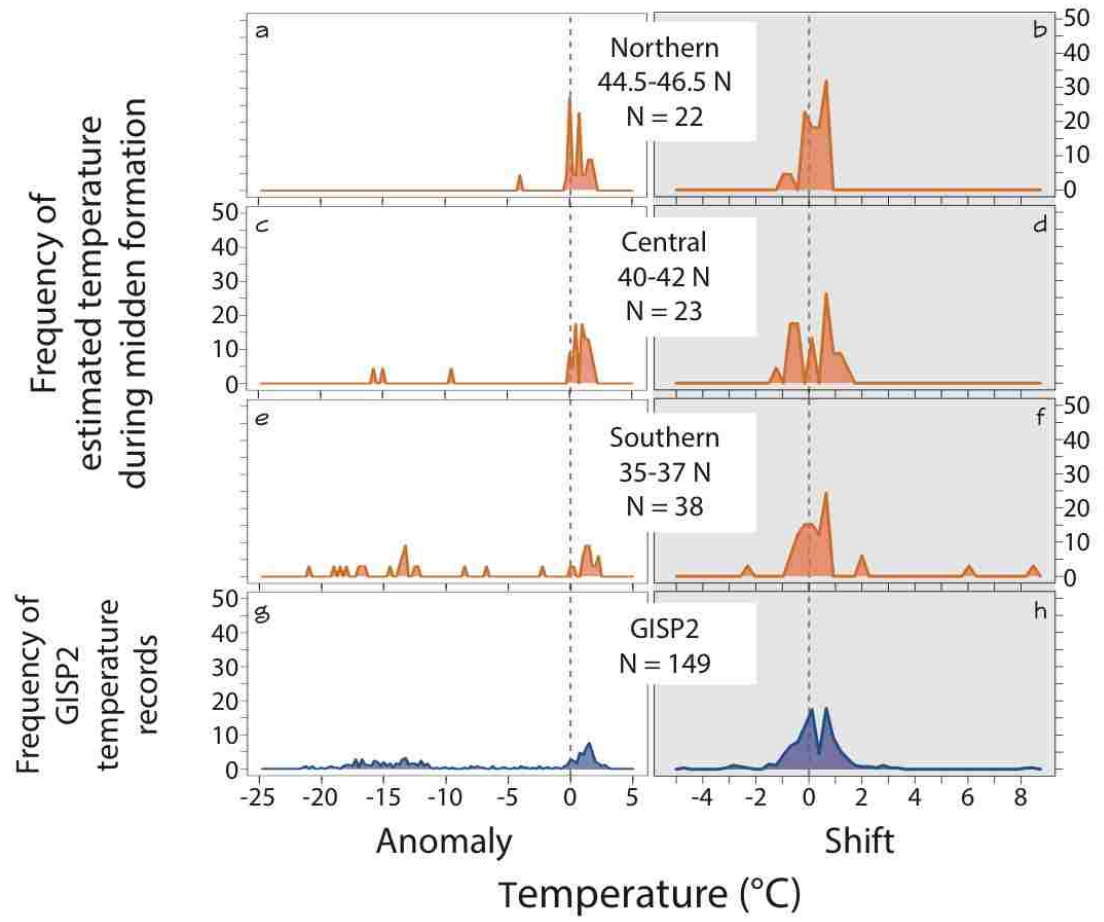 Frequency of
estimated temperature
during midden formation
a
Northern
44.5-46.5 N
N = 22
b
50
40
30
20
10
0
50
40
30
20
10
0
c
Central
40-42 N
N = 23
d
e
Southern
35-37 N
N = 38
f
50
40
30
20
10
0
Frequency of
GISP2
temperature
records
50
40
30
20
10
0
g
GISP2
N = 149
h
-25 -20 -15 -10 -5 0 5
-4 -2 0 2 4 6 8
Anomaly
Shift
Temperature (°C)